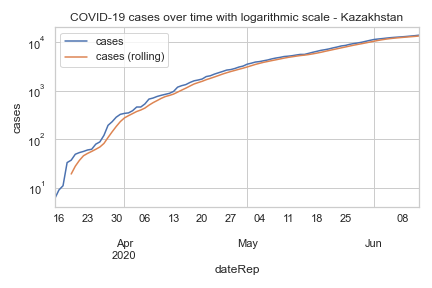 COVID-19 cases over time with logarithmic scale - Kazakhstan
cases
cases (rolling)
10⁴
10³
10²
10¹
cases
16 23 30 06 13 20 27 04 11 18 25 08
Apr May Jun
2020
dateRep